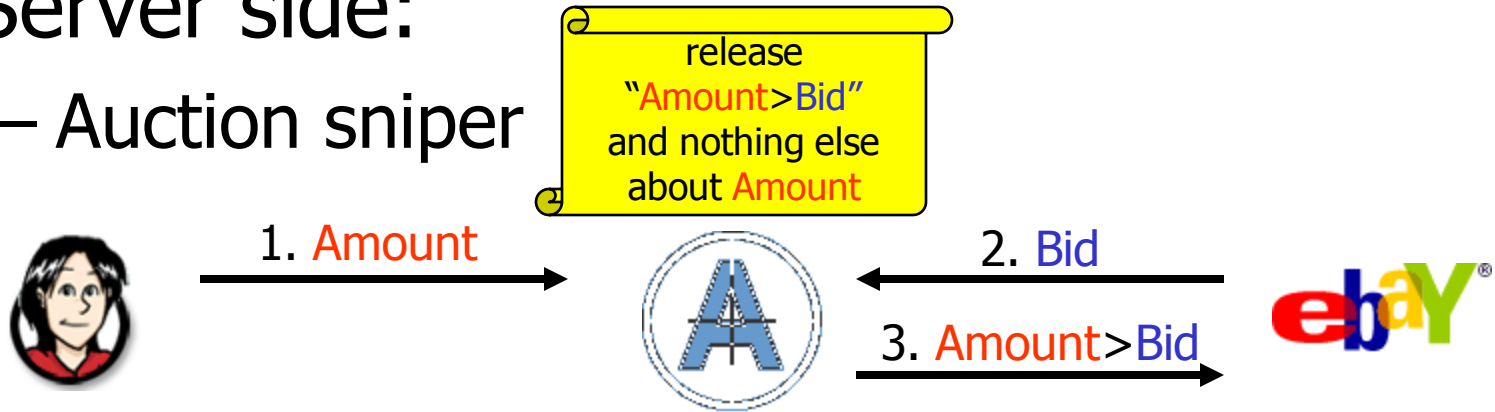 Server side:
– Auction sniper
release
“Amount>Bid”
and nothing else
about Amount
1. Amount
A
2. Bid
3. Amount>Bid
ebaY®